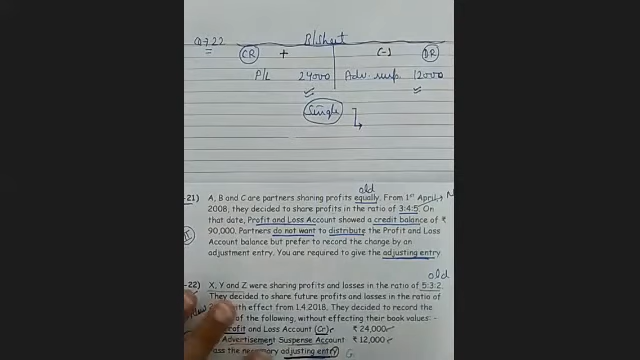 Q→22 B/Sheet
CR + (-) DR
P/L 24000 Adv. susp. 12000
Single
old
-21) A, B and C are partners sharing profits equally. From 1st April,
2008, they decided to share profits in the ratio of 3:4:5. On
that date, Profit and Loss Account showed a credit balance of ₹
90,000. Partners do not want to distribute the Profit and Loss
Account balance but prefer to record the change by an
adjustment entry. You are required to give the adjusting entry
old
-22) X, Y and Z were sharing profits and losses in the ratio of 5:3:2.
They decided to share future profits and losses in the ratio of
2 with effect from 1.4.2018. They decided to record the
of the following, without effecting their book values: -
Profit and Loss Account (Cr) ₹ 24,000
Advertisement Suspense Account ₹ 12,000
pass the necessary adjusting entry